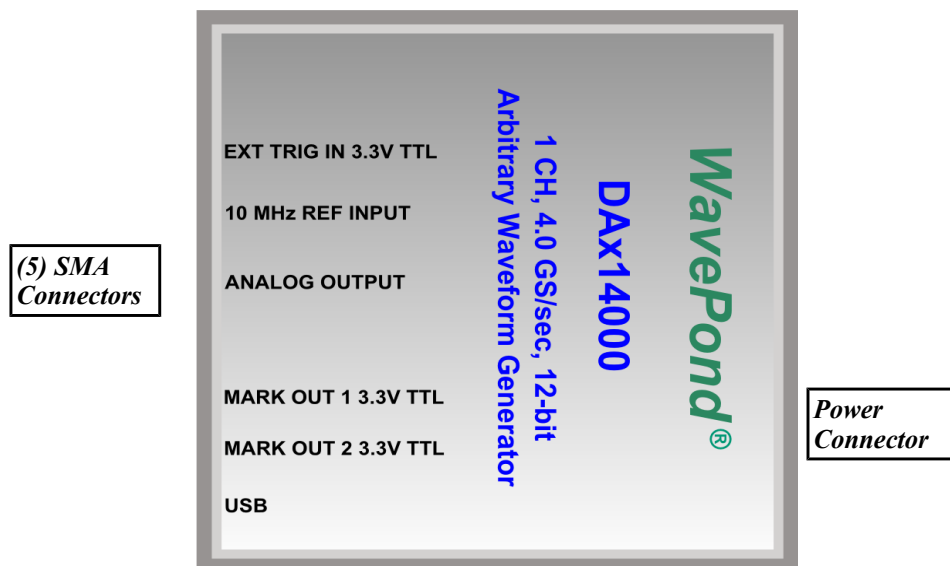 EXT TRIG IN 3.3V TTL
10 MHz REF INPUT
ANALOG OUTPUT
MARK OUT 1 3.3V TTL
MARK OUT 2 3.3V TTL
USB
(5) SMA
Connectors
WavePond®
DAx14000
1 CH, 4.0 GS/sec, 12-bit
Arbitrary Waveform Generator
Power
Connector